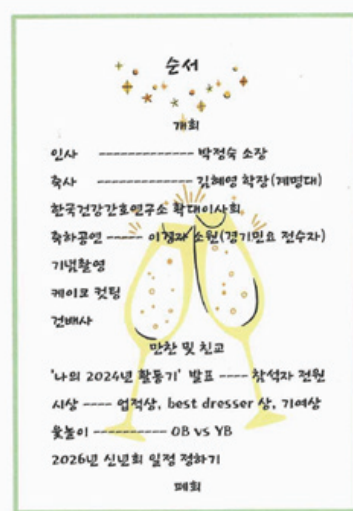 순서
개회
인사 ------------- 박정숙 소장
축사 ------------- 김혜영 학장(계명대)
한국건강간호연구소 확대이사회
축하공연 ----- 이경자 소원(경기민요 전수자)
기념촬영
케이크 컷팅
건배사
만찬 및 친교
'나의 2024년 활동기' 발표 ---- 참석자 전원
시상 ---- 업적상, best dresser 상, 기여상
윷놀이 ---------- OB vs YB
2026년 신년회 일정 정하기
폐회